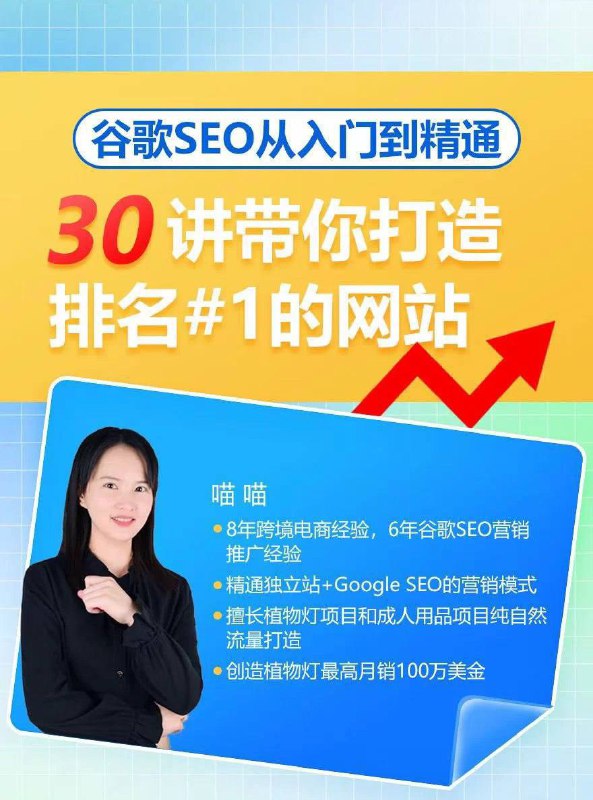 谷歌SEO从入门到精通
30讲带你打造
排名#1的网站
喵喵
8年跨境电商经验，6年谷歌SEO营销
推广经验
精通独立站+Google SEO的营销模式
擅长植物灯项目和成人用品项目纯自然
流量打造
创造植物灯最高月销100万美金